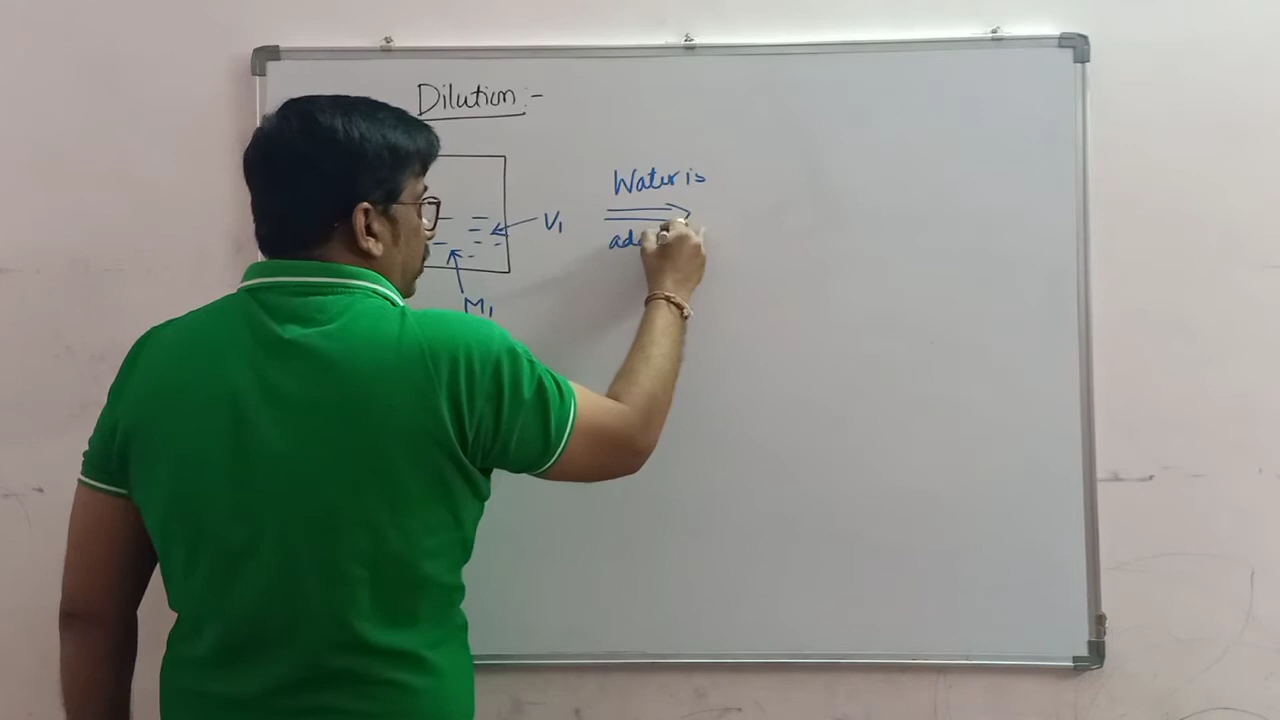 Dilution :-
Water is
V₁
M₁